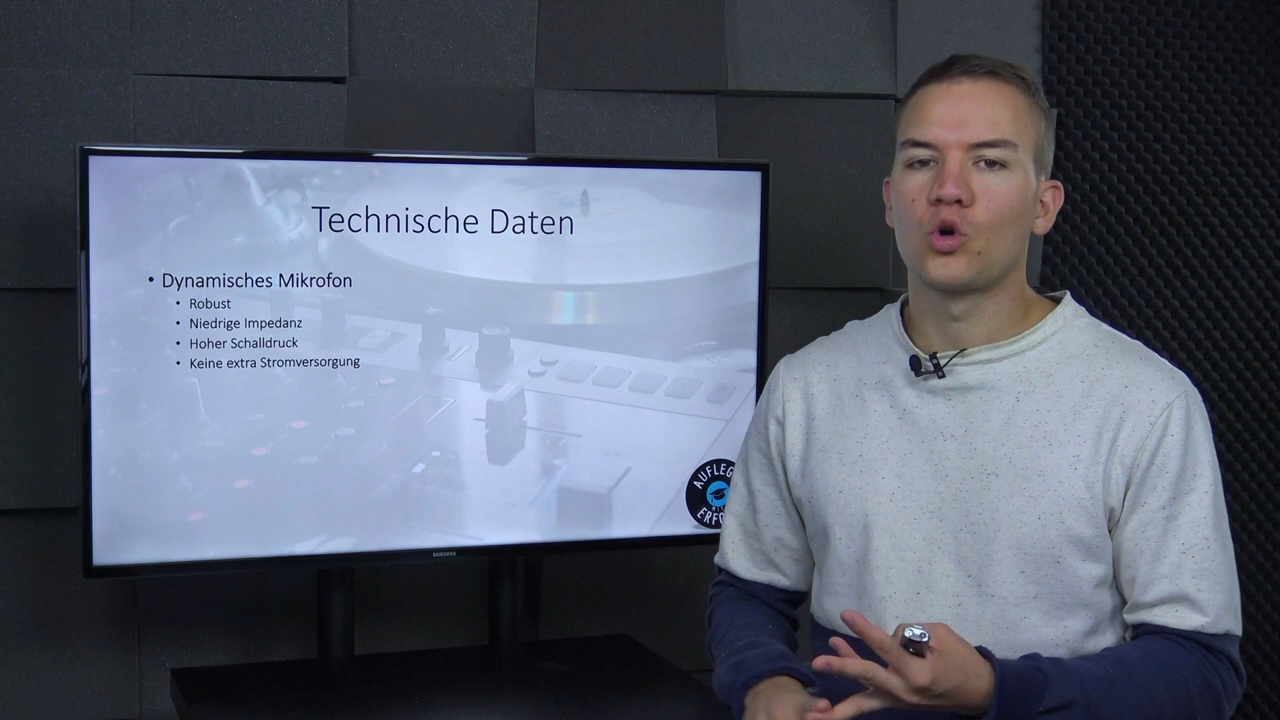 Technische Daten
• Dynamisches Mikrofon
• Robust
• Niedrige Impedanz
• Hoher Schalldruck
• Keine extra Stromversorgung
SAMSUNG